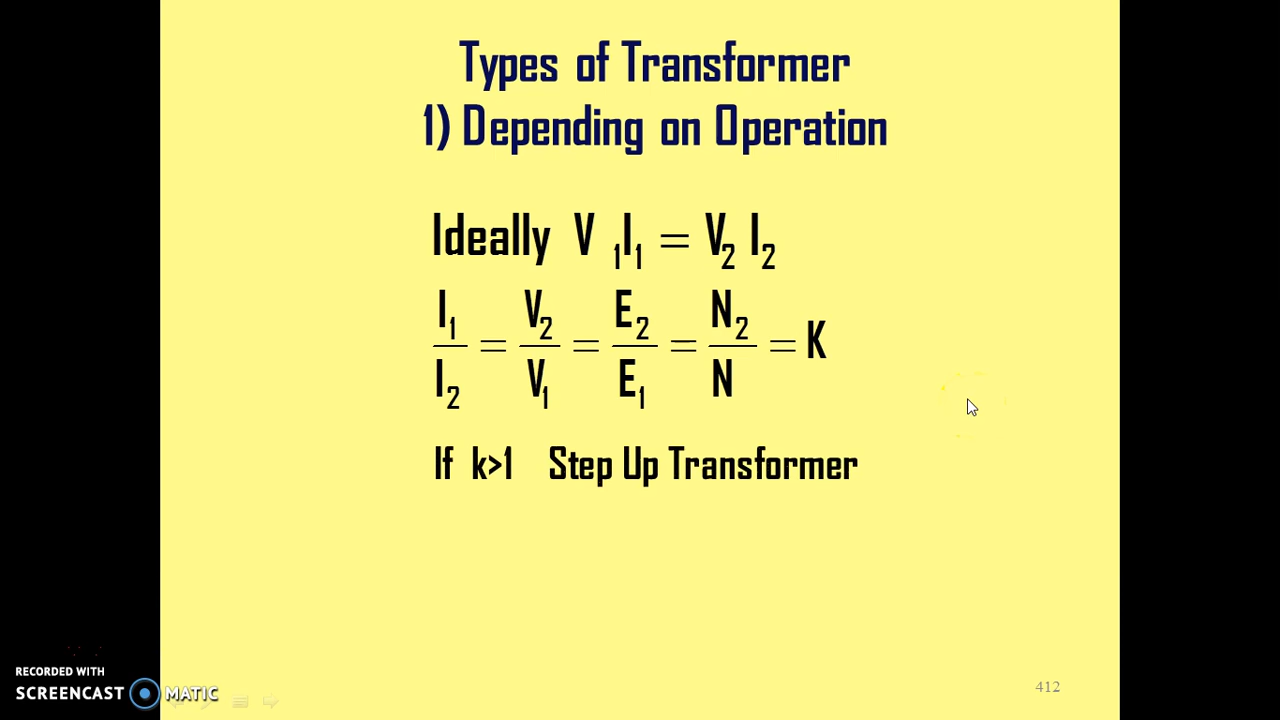 Types of Transformer
1) Depending on Operation
Ideally V ₁I₁ = V₂ I₂
I₁/I₂ = V₂/V₁ = E₂/E₁ = N₂/N = K
If k>1 Step Up Transformer
RECORDED WITH
SCREENCAST MATIC
412